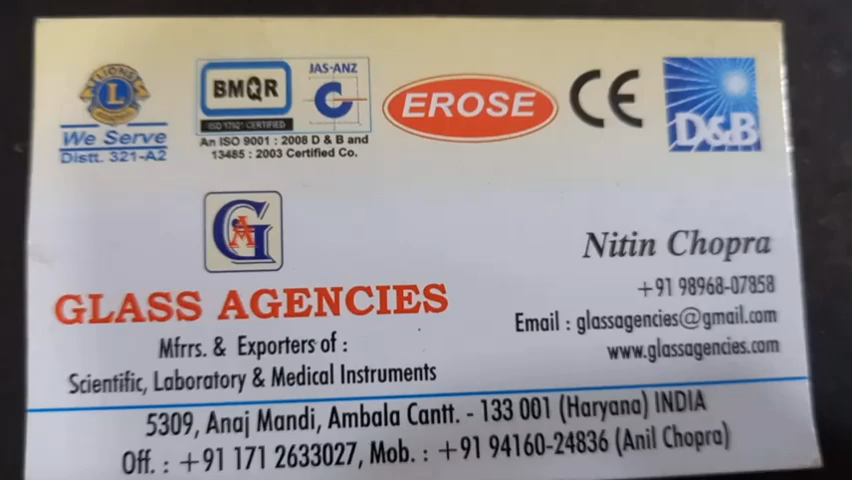 LIONS
L
We Serve
Distt. 321-A2
BMQR
JAS-ANZ
C
An ISO 9001 : 2008 D & B and
13485 : 2003 Certified Co.
EROSE
CE
D&B
GA
Nitin Chopra
+91 98968-07858
GLASS AGENCIES
Email : glassagencies@gmail.com
Mfrrs. & Exporters of :
www.glassagencies.com
Scientific, Laboratory & Medical Instruments
5309, Anaj Mandi, Ambala Cantt. - 133 001 (Haryana) INDIA
Off. : +91 171 2633027, Mob. : +91 94160-24836 (Anil Chopra)